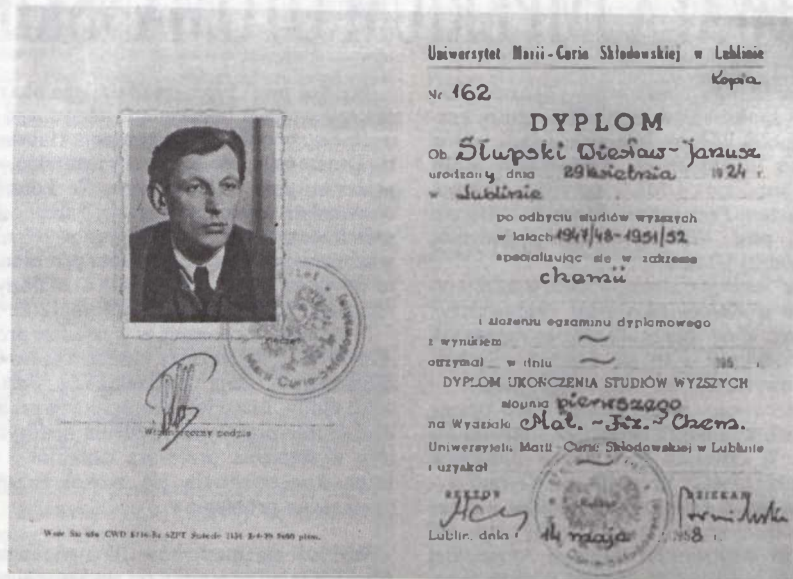 Własnoręczny podpis
Uniwersytet Marii-Curie Skłodowskiej w Lublinie
Kopia
Nr 162
DYPLOM
Ob. Słupski Wiesław-Janusz
urodzony dnia 29 kwietnia 1924 r.
w Lublinie
po odbyciu studiów wyższych
w latach 1947/48-1951/52
specjalizując się w zakresie
chemii
i złożeniu egzaminu dyplomowego
z wynikiem ~
otrzymał w dniu ~ 195 r.
DYPLOM UKOŃCZENIA STUDIÓW WYŻSZYCH
stopnia pierwszego
na Wydziale Mat. - Fiz. - Chem.
Uniwersytetu Marii-Curie Skłodowskiej w Lublinie
i uzyskał ~
REKTOR DZIEKAN
Lublin, dnia 14 maja 1958 r.